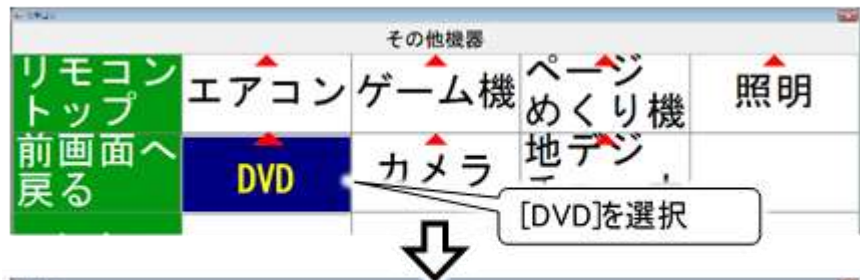 その他機器
リモコン
トップ
エアコン
ゲーム機
ページ
めくり機
照明
前画面へ
戻る
DVD
カメラ
地デジ
[DVD]を選択